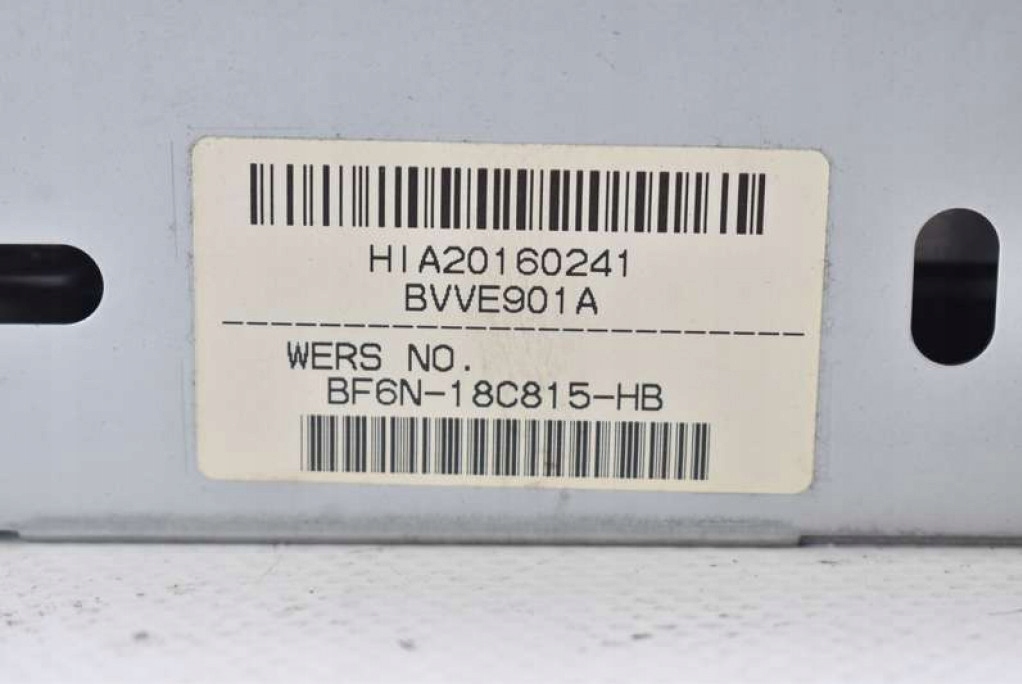 HIA20160241
BVVE901A
WERS NO.
BF6N-18C815-HB